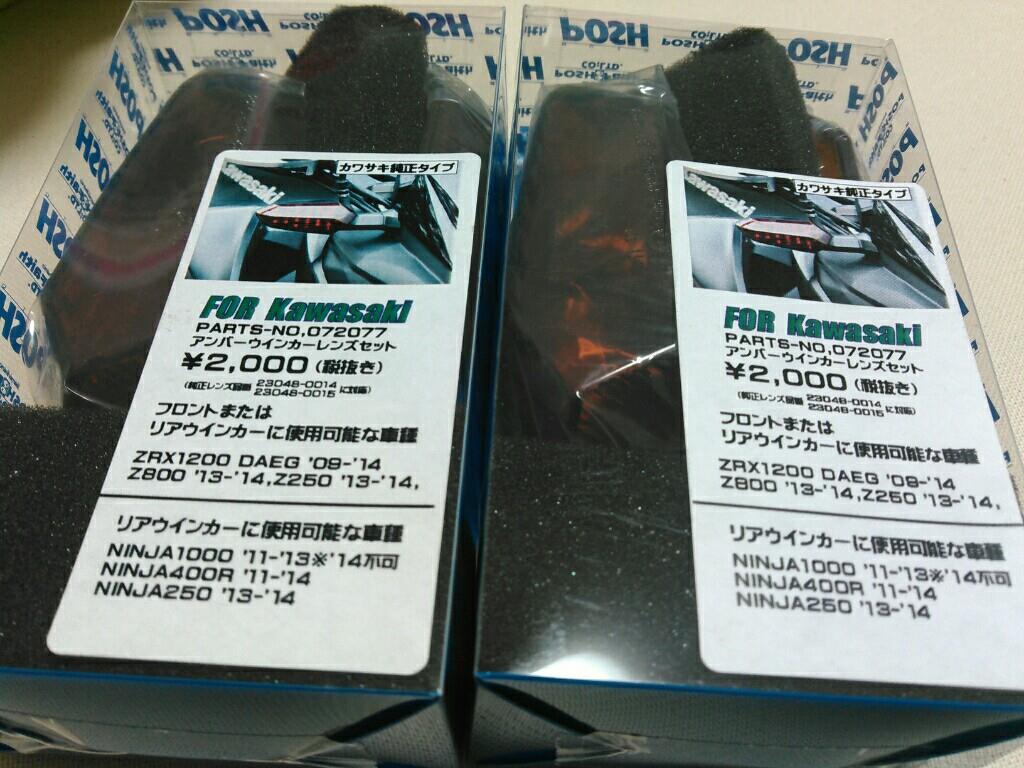 POSH
CO,LTD.
POSH Faith
カワサキ純正タイプ
Kawasaki
FOR Kawasaki
PARTS-NO,072077
アンバーウインカーレンズセット
¥2,000(税抜き)
(純正レンズ品番 23048-0014 に対応)
23048-0015
フロントまたは
リアウインカーに使用可能な車種
ZRX1200 DAEG '09-'14
Z800 '13-'14,Z250 '13-'14,
リアウインカーに使用可能な車種
NINJA1000 '11-'13※'14不可
NINJA400R '11-'14
NINJA250 '13-'14
POSH
CO,LTD.
POSH Faith
カワサキ純正タイプ
Kawasaki
FOR Kawasaki
PARTS-NO,072077
アンバーウインカーレンズセット
¥2,000(税抜き)
(純正レンズ品番 23048-0014 に対応)
23048-0015
フロントまたは
リアウインカーに使用可能な車種
ZRX1200 DAEG '09-'14
Z800 '13-'14,Z250 '13-'14,
リアウインカーに使用可能な車種
NINJA1000 '11-'13※'14不可
NINJA400R '11-'14
NINJA250 '13-'14